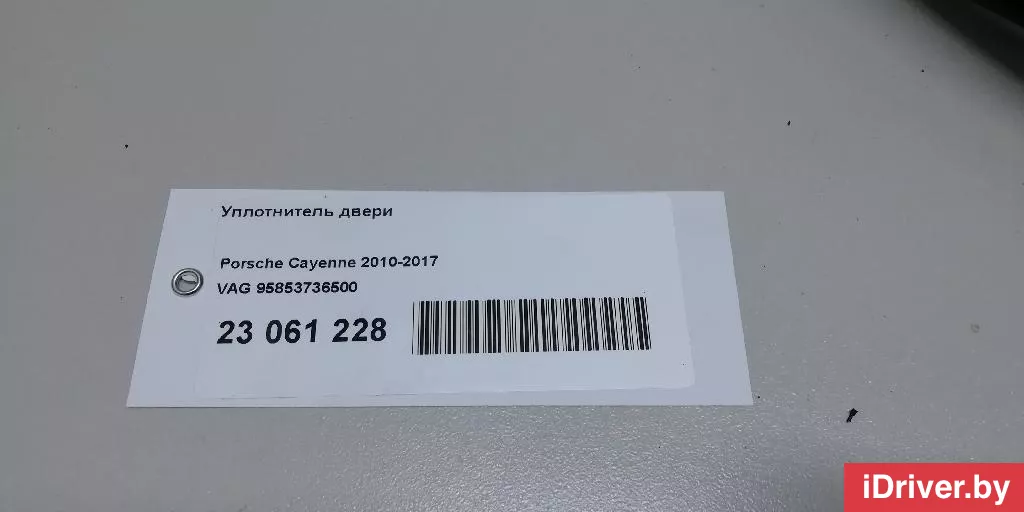 Уплотнитель двери
Porsche Cayenne 2010-2017
VAG 95853736500
23 061 228
iDriver.by